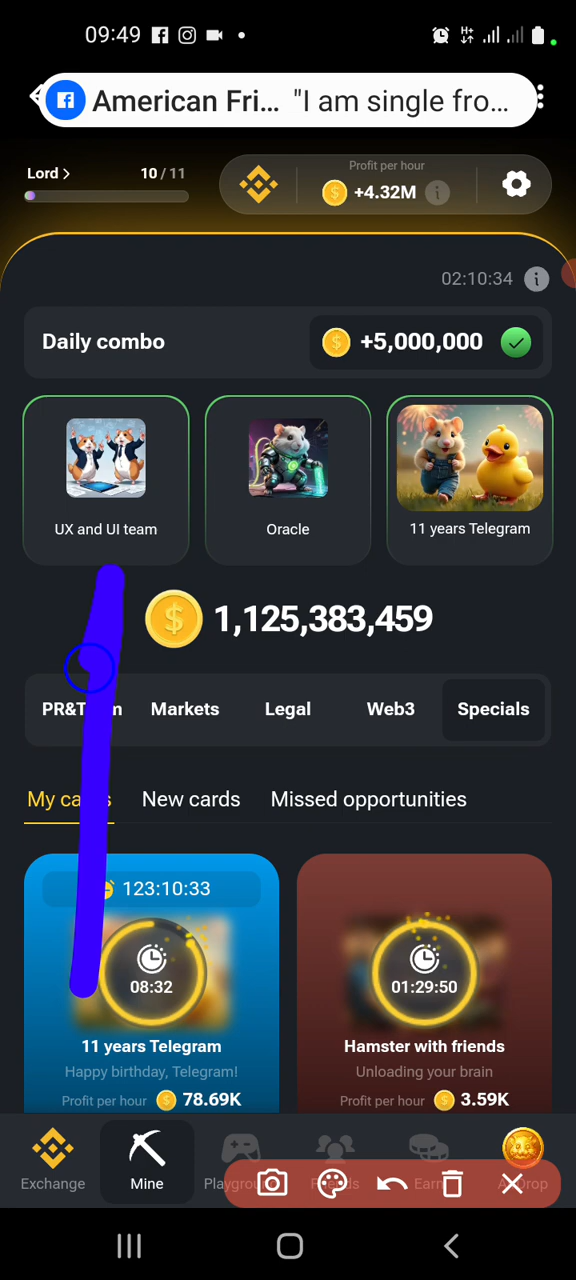 09:49
American Fri... "I am single fro...
Lord > 10 / 11
Profit per hour
+4.32M
02:10:34
Daily combo +5,000,000
UX and UI team Oracle 11 years Telegram
1,125,383,459
Markets Legal Web3 Specials
My New cards Missed opportunities
123:10:33
08:32 01:29:50
11 years Telegram Hamster with friends
Happy birthday, Telegram! Unloading your brain
Profit per hour 78.69K Profit per hour 3.59K
Exchange Mine